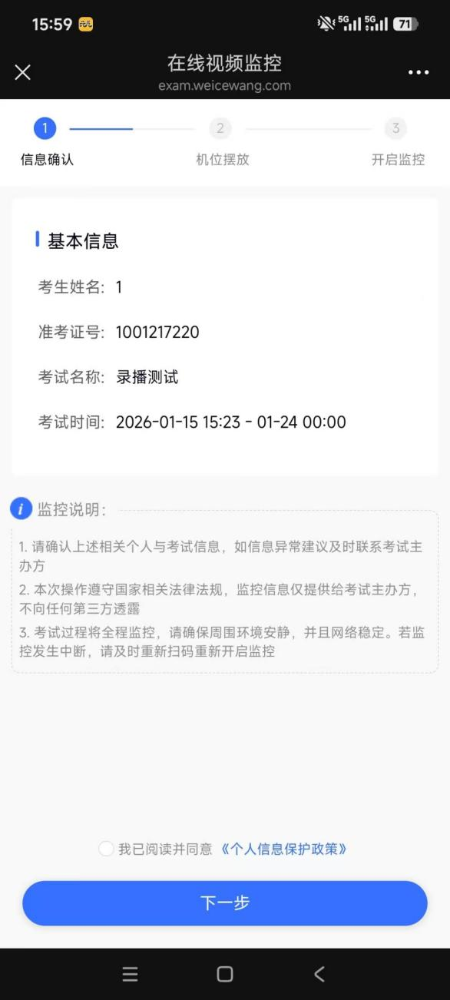 15:59
5G 5G 71
在线视频监控
exam.weicewang.com
1 2 3
信息确认 机位摆放 开启监控
基本信息
考生姓名: 1
准考证号: 1001217220
考试名称: 录播测试
考试时间: 2026-01-15 15:23 - 01-24 00:00
i 监控说明：
1. 请确认上述相关个人与考试信息，如信息异常建议及时联系考试主
办方
2. 本次操作遵守国家相关法律法规，监控信息仅提供给考试主办方，
不向任何第三方透露
3. 考试过程将全程监控，请确保周围环境安静，并且网络稳定。若监
控发生中断，请及时重新扫码重新开启监控
我已阅读并同意 《个人信息保护政策》
下一步